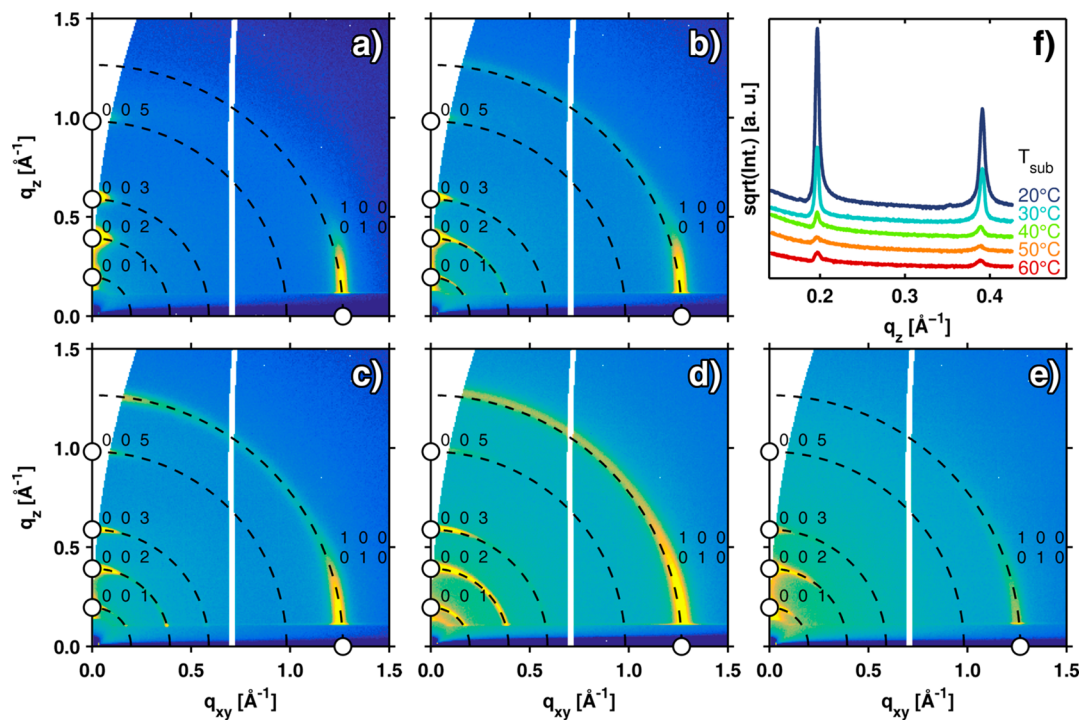 1.5
a)
b)
f)
1.0
0 0 5
0 0 5
T_sub
20°C
30°C
40°C
50°C
60°C
sqrt(Int.) [a. u.]
q_z [Å⁻¹]
0.5
0 0 3
0 0 2
0 0 1
1 0 0
0 1 0
0 0 3
0 0 2
0 0 1
1 0 0
0 1 0
0.0
0.2 0.3 0.4
q_z [Å⁻¹]
1.5
c)
d)
e)
1.0
0 0 5
0 0 5
0 0 5
q_z [Å⁻¹]
0.5
0 0 3
0 0 2
0 0 1
1 0 0
0 1 0
0 0 3
0 0 2
0 0 1
1 0 0
0 1 0
0 0 3
0 0 2
0 0 1
1 0 0
0 1 0
0.0
0.0 0.5 1.0 1.5
0.0 0.5 1.0 1.5
0.0 0.5 1.0 1.5
q_xy [Å⁻¹]
q_xy [Å⁻¹]
q_xy [Å⁻¹]